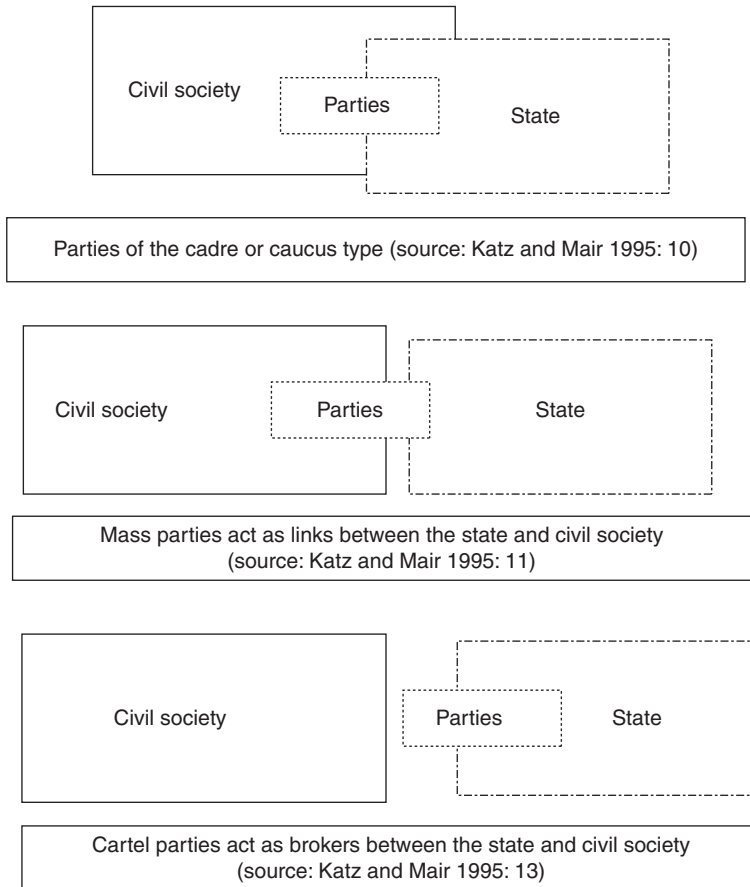 Civil society
Parties
State
Parties of the cadre or caucus type (source: Katz and Mair 1995: 10)
Civil society
Parties
State
Mass parties act as links between the state and civil society
(source: Katz and Mair 1995: 11)
Civil society
Parties
State
Cartel parties act as brokers between the state and civil society
(source: Katz and Mair 1995: 13)